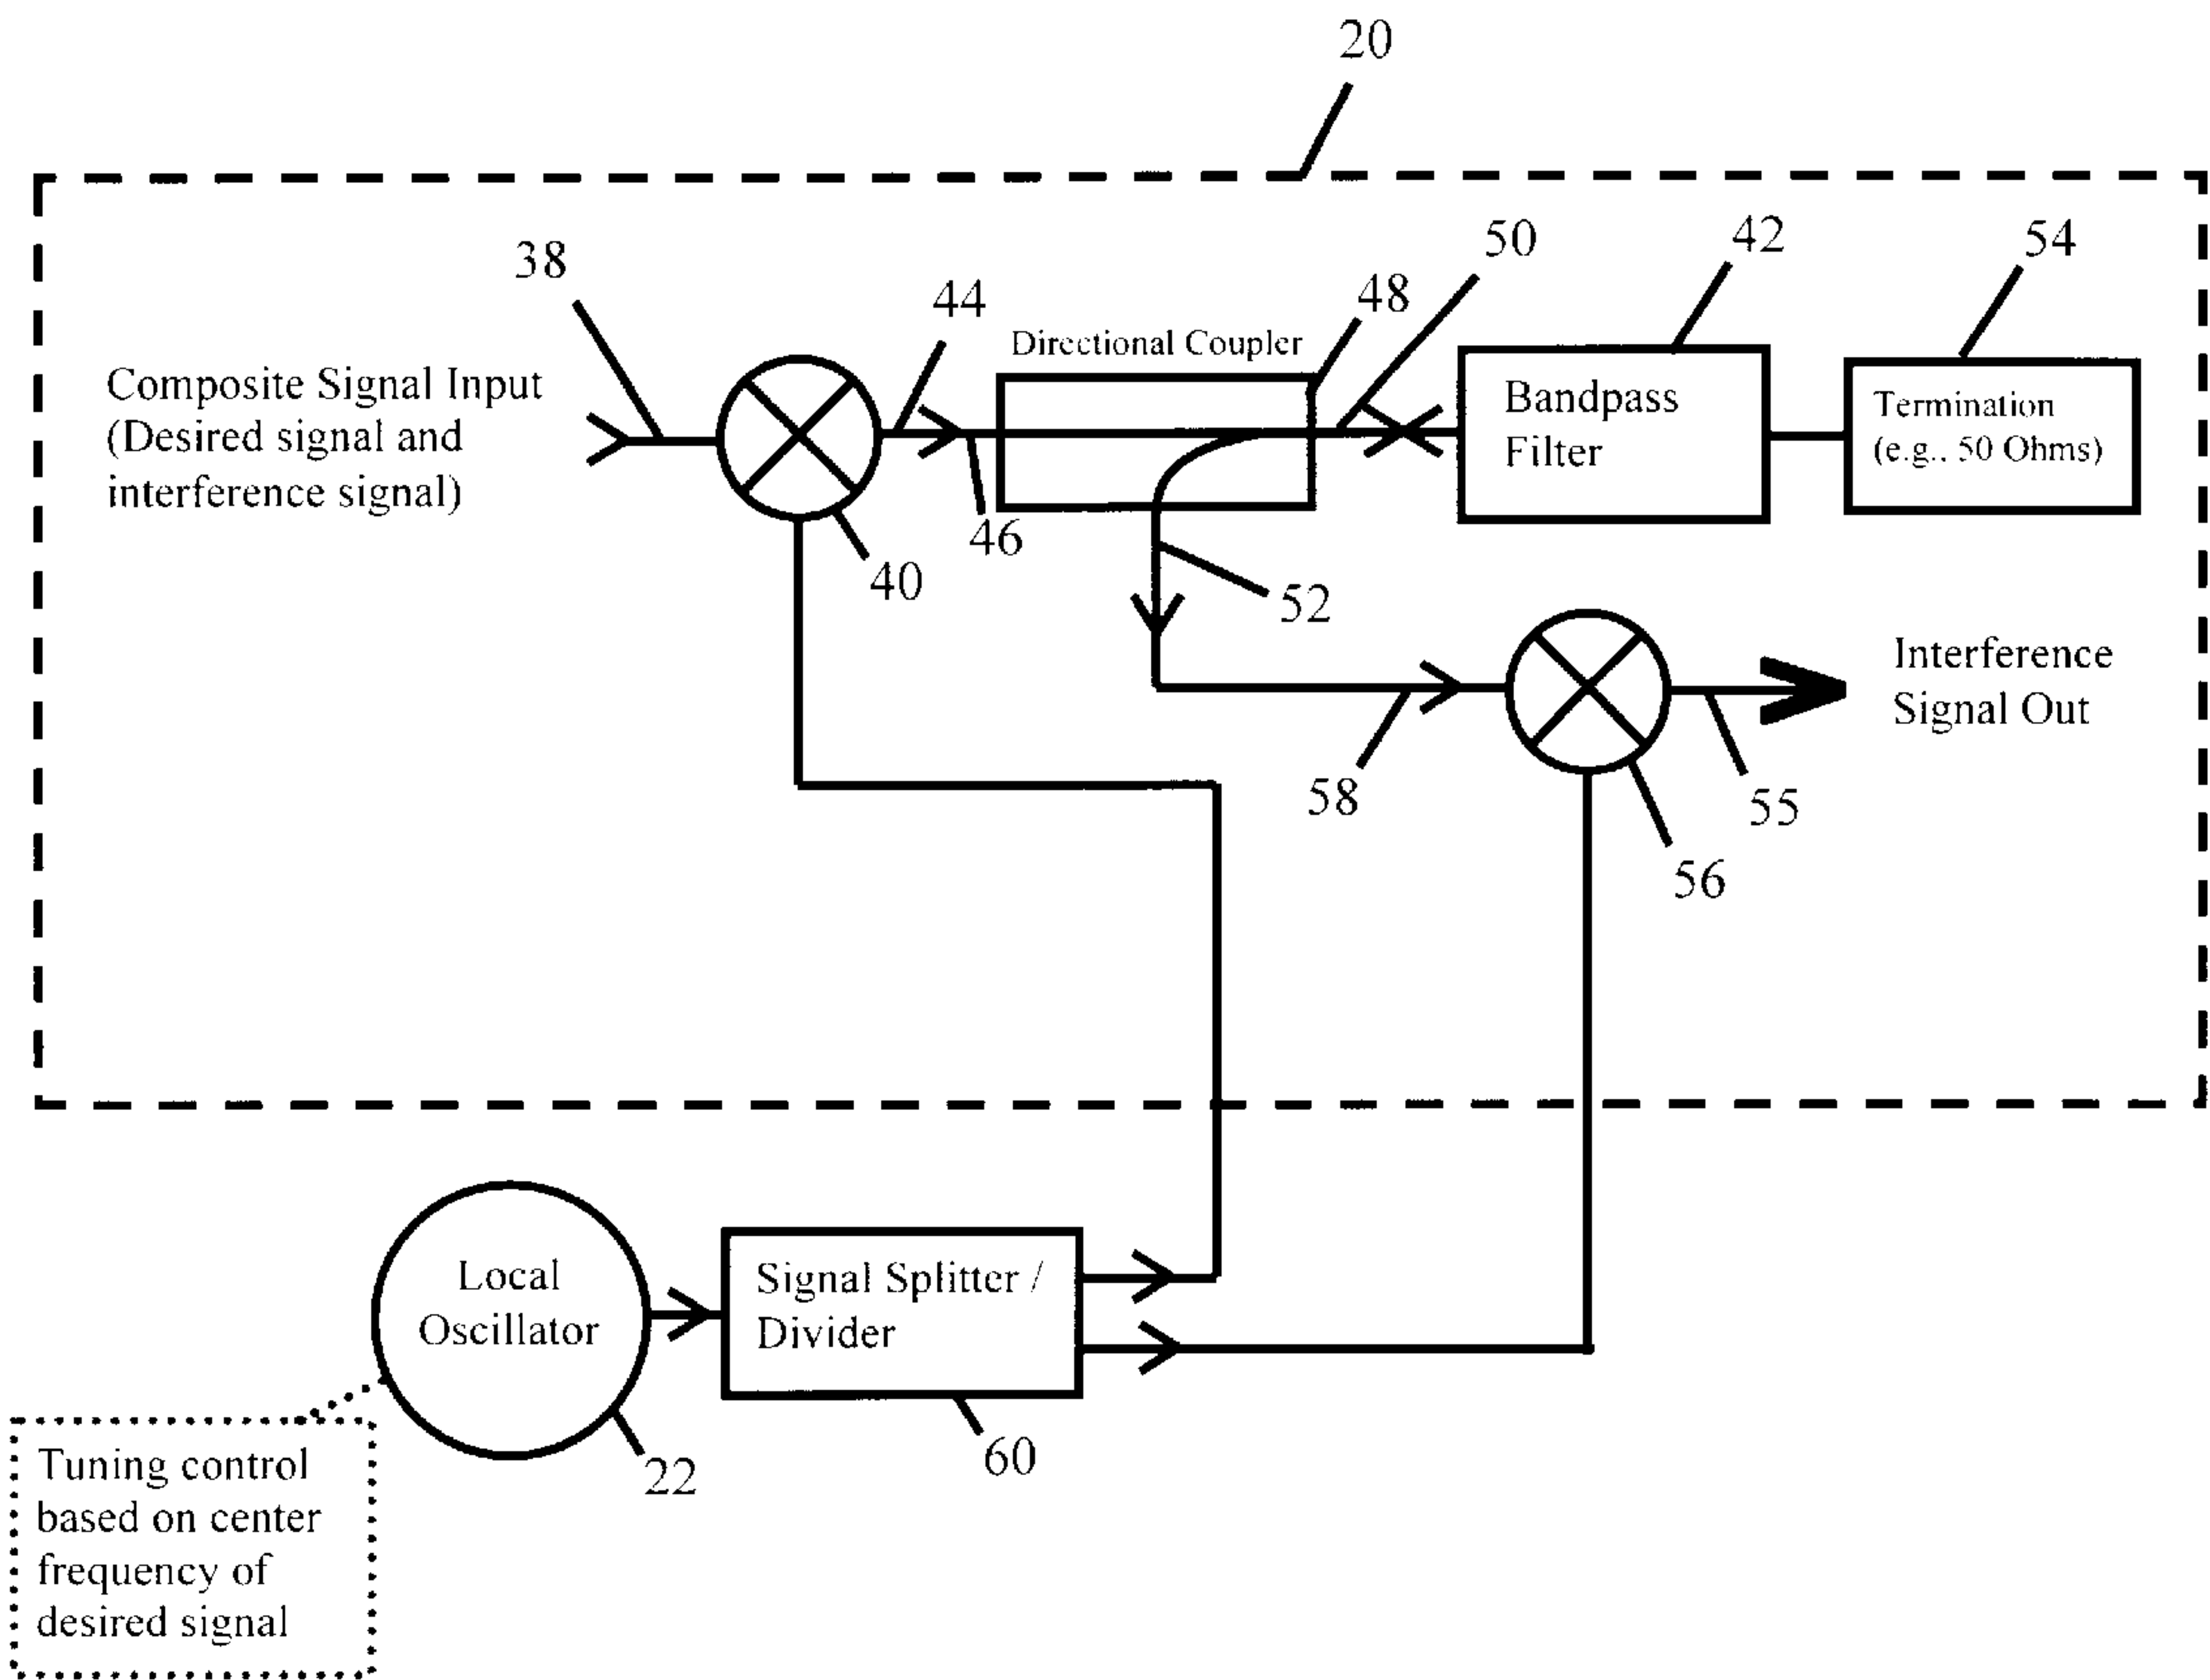 20
38
44
Directional Coupler
48
50
42
54
Composite Signal Input
(Desired signal and
interference signal)
Bandpass
Filter
Termination
(e.g., 50 Ohms)
46
40
52
Interference
Signal Out
58
55
56
Local
Oscillator
Signal Splitter /
Divider
60
22
Tuning control
based on center
frequency of
desired signal